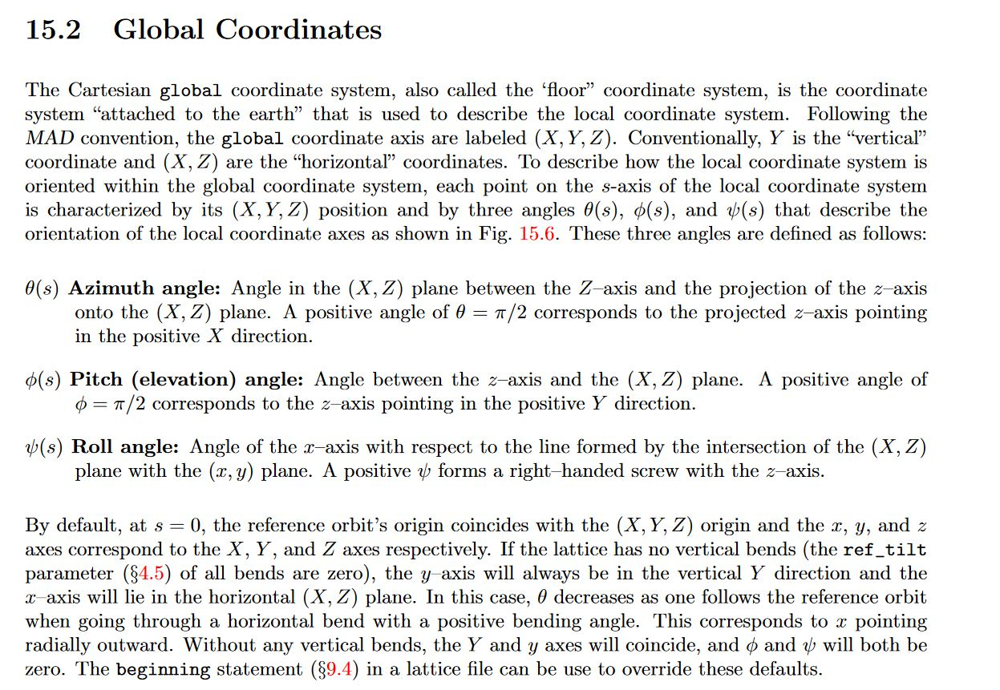 15.2 Global Coordinates
The Cartesian global coordinate system, also called the ‘floor” coordinate system, is the coordinate
system “attached to the earth” that is used to describe the local coordinate system. Following the
MAD convention, the global coordinate axis are labeled (X, Y, Z). Conventionally, Y is the “vertical”
coordinate and (X, Z) are the “horizontal” coordinates. To describe how the local coordinate system is
oriented within the global coordinate system, each point on the s-axis of the local coordinate system
is characterized by its (X, Y, Z) position and by three angles θ(s), ϕ(s), and ψ(s) that describe the
orientation of the local coordinate axes as shown in Fig. 15.6. These three angles are defined as follows:
θ(s) Azimuth angle: Angle in the (X, Z) plane between the Z–axis and the projection of the z–axis
onto the (X, Z) plane. A positive angle of θ = π/2 corresponds to the projected z–axis pointing
in the positive X direction.
ϕ(s) Pitch (elevation) angle: Angle between the z–axis and the (X, Z) plane. A positive angle of
ϕ = π/2 corresponds to the z–axis pointing in the positive Y direction.
ψ(s) Roll angle: Angle of the x–axis with respect to the line formed by the intersection of the (X, Z)
plane with the (x, y) plane. A positive ψ forms a right–handed screw with the z–axis.
By default, at s = 0, the reference orbit’s origin coincides with the (X, Y, Z) origin and the x, y, and z
axes correspond to the X, Y, and Z axes respectively. If the lattice has no vertical bends (the ref_tilt
parameter (§4.5) of all bends are zero), the y–axis will always be in the vertical Y direction and the
x–axis will lie in the horizontal (X, Z) plane. In this case, θ decreases as one follows the reference orbit
when going through a horizontal bend with a positive bending angle. This corresponds to x pointing
radially outward. Without any vertical bends, the Y and y axes will coincide, and ϕ and ψ will both be
zero. The beginning statement (§9.4) in a lattice file can be use to override these defaults.